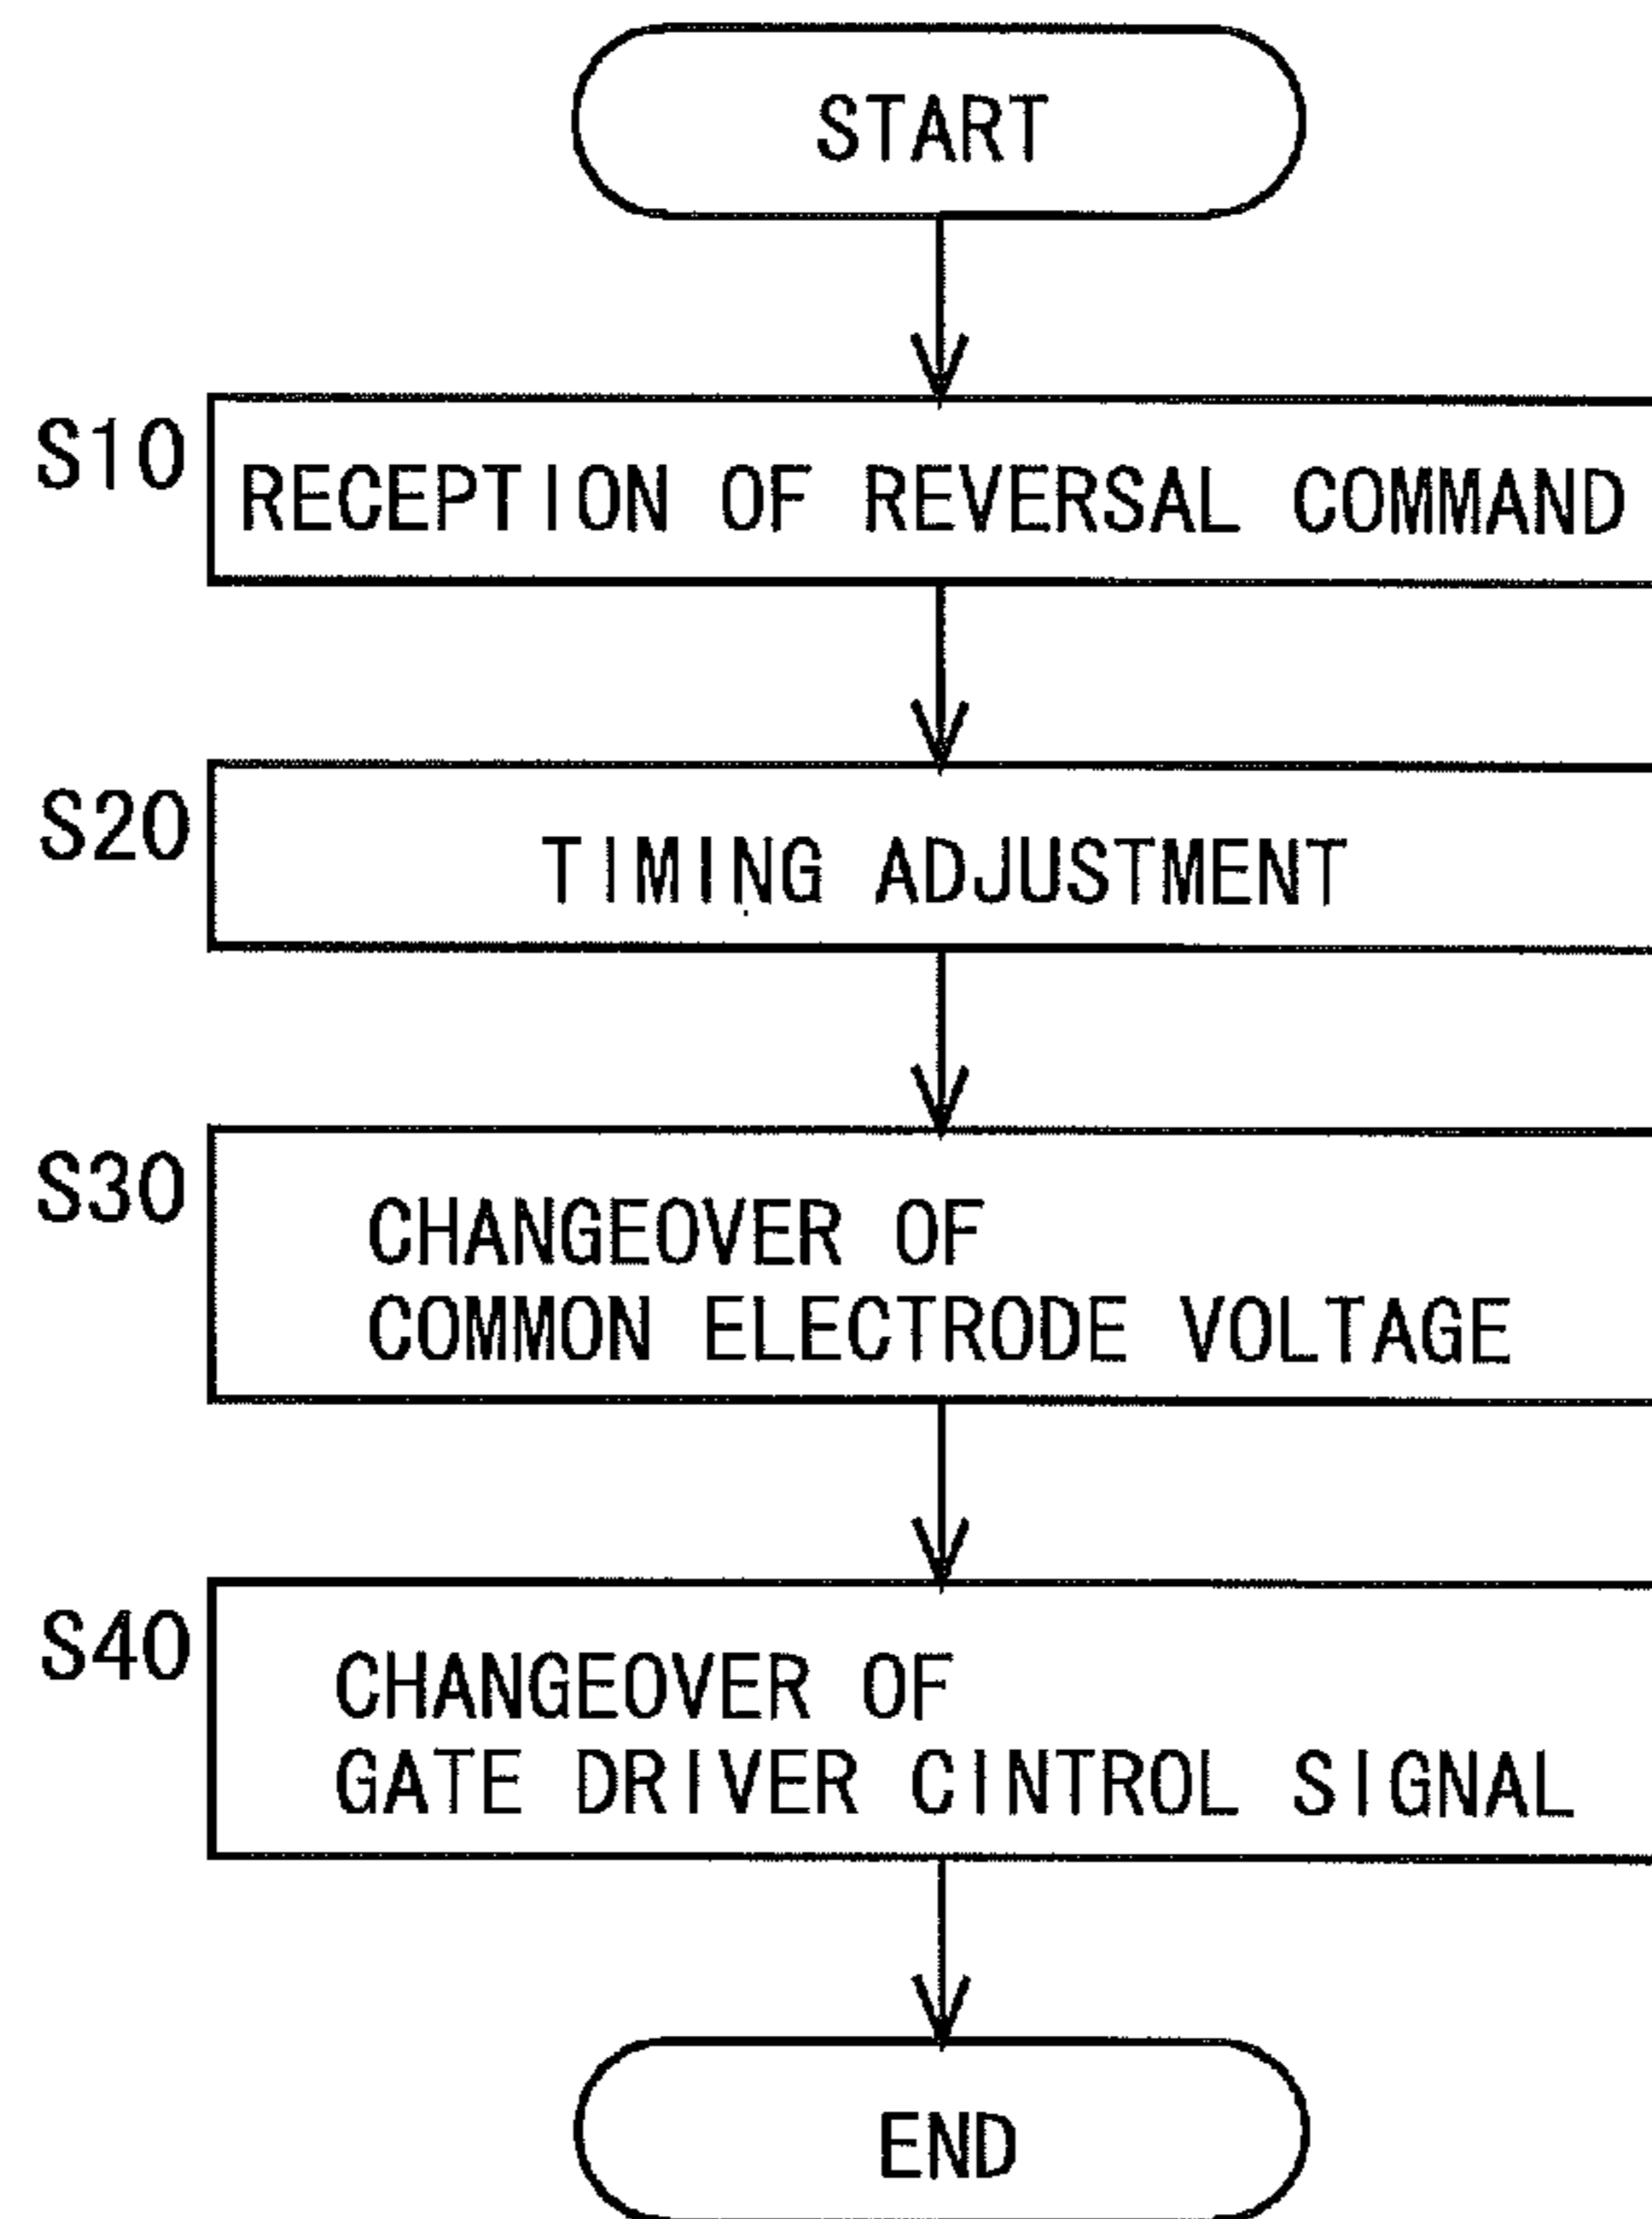 START
S10
RECEPTION OF REVERSAL COMMAND
S20
TIMING ADJUSTMENT
S30
CHANGEOVER OF
COMMON ELECTRODE VOLTAGE
S40
CHANGEOVER OF
GATE DRIVER CINTROL SIGNAL
END